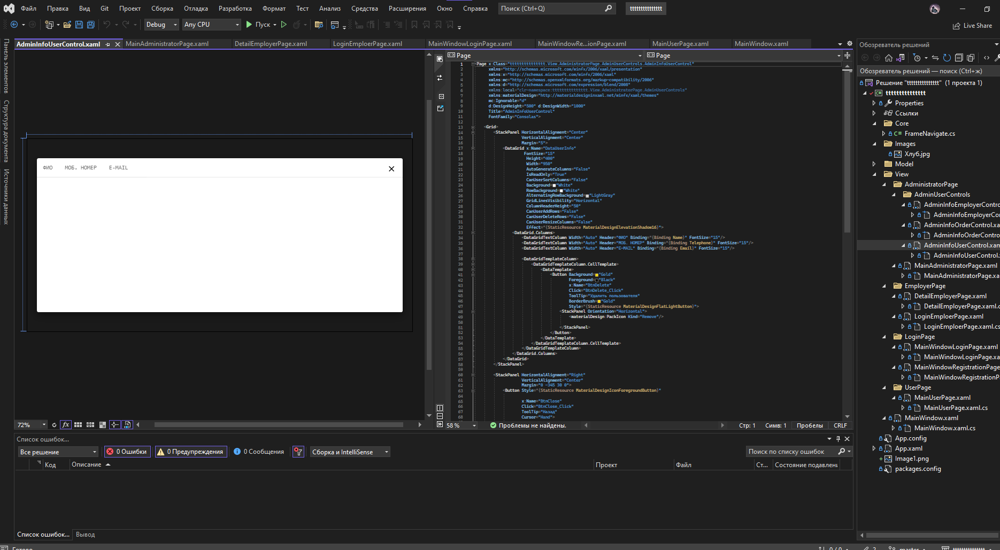 Файл Правка Вид Git Проект Сборка Отладка Разработка Формат Тест Анализ Средства Расширения Окно Справка Поиск (Ctrl+Q) tttttttttttttt
Debug Any CPU Пуск Live Share
AdminInfoUserControl.xaml MainAdministratorPage.xaml DetailEmployerPage.xaml LoginEmploerPage.xaml MainWindowLoginPage.xaml MainWindowRe...ionPage.xaml MainUserPage.xaml MainWindow.xaml
Панель элементов
Структура документа
Источники данных
ФИО МОБ. НОМЕР E-MAIL
72%
Page Page
1 <Page x:Class="tttttttttttttt.View.AdministratorPage.AdminUserControls.AdminInfoUserControl"
2 xmlns="http://schemas.microsoft.com/winfx/2006/xaml/presentation"
3 xmlns:x="http://schemas.microsoft.com/winfx/2006/xaml"
4 xmlns:mc="http://schemas.openxmlformats.org/markup-compatibility/2006"
5 xmlns:d="http://schemas.microsoft.com/expression/blend/2008"
6 xmlns:local="clr-namespace:tttttttttttttt.View.AdministratorPage.AdminUserControls"
7 xmlns:materialDesign="http://materialdesigninxaml.net/winfx/xaml/themes"
8 mc:Ignorable="d"
9 d:DesignHeight="500" d:DesignWidth="1000"
10 Title="AdminInfoUserControl"
11 FontFamily="Consolas">
12
13 <Grid>
14 <StackPanel HorizontalAlignment="Center"
15 VerticalAlignment="Center"
16 Margin="5">
17 <DataGrid x:Name="DataUserInfo"
18 FontSize="15"
19 Height="400"
20 Width="950"
21 AutoGenerateColumns="False"
22 IsReadOnly="True"
23 CanUserSortColumns="False"
24 Background="White"
25 RowBackground="White"
26 AlternatingRowBackground="LightGray"
27 GridLinesVisibility="Horizontal"
28 ColumnHeaderHeight="50"
29 CanUserAddRows="False"
30 CanUserDeleteRows="False"
31 CanUserResizeColumns="False"
32 Effect="{StaticResource MaterialDesignElevationShadow16}">
33 <DataGrid.Columns>
34 <DataGridTextColumn Width="Auto" Header="ФИО" Binding="{Binding Name}" FontSize="15"/>
35 <DataGridTextColumn Width="Auto" Header="МОБ. НОМЕР" Binding="{Binding Telephone}" FontSize="15"/>
36 <DataGridTextColumn Width="Auto" Header="E-MAIL" Binding="{Binding Email}" FontSize="15"/>
37
38 <DataGridTemplateColumn>
39 <DataGridTemplateColumn.CellTemplate>
40 <DataTemplate>
41 <Button Background="Gold"
42 Foreground="Black"
43 x:Name="BtnDelete"
44 Click="BtnDelete_Click"
45 ToolTip="Удалить пользователя"
46 BorderBrush="Gold"
47 Style="{StaticResource MaterialDesignFlatLightButton}">
48 <StackPanel Orientation="Horizontal">
49 <materialDesign:PackIcon Kind="Remove"/>
50
51 </StackPanel>
52 </Button>
53 </DataTemplate>
54 </DataGridTemplateColumn.CellTemplate>
55 </DataGridTemplateColumn>
56 </DataGrid.Columns>
57 </DataGrid>
58 </StackPanel>
59
60 <StackPanel HorizontalAlignment="Right"
61 VerticalAlignment="Center"
62 Margin="0 -345 30 0">
63 <Button Style="{StaticResource MaterialDesignIconForegroundButton}"
64
65 x:Name="BtnClose"
66 Click="BtnClose_Click"
67 ToolTip="Назад"
68 Cursor="Hand">
58 % Проблемы не найдены. Стр: 1 Симв: 1 Пробелы CRLF
Список ошибок...
Все решение 0 Ошибки 0 Предупреждения 0 Сообщения Сборка и IntelliSense Поиск по списку ошибок
Код Описание Проект Файл Ст... Состояние подавлен
Список ошибок... Вывод
Готово 0 / 0 2 master tttttttttttttt
Обозреватель решений
Обозреватель решений — поиск (Ctrl+ж)
Решение "tttttttttttttt" (1 проекта 1)
tttttttttttttt
Properties
Ссылки
Core
C# FrameNavigate.cs
Images
Хлуб.jpg
Model
View
AdministratorPage
AdminUserControls
AdminInfoEmployerContro
AdminInfoEmployerCo
AdminInfoOrderControl.xa
AdminInfoOrderContro
AdminInfoUserControl.xam
AdminInfoUserControl.
MainAdministratorPage.xaml
MainAdministratorPage.xa
EmployerPage
DetailEmployerPage.xaml
DetailEmployerPage.xaml.c
LoginEmploerPage.xaml
LoginEmploerPage.xaml.cs
LoginPage
MainWindowLoginPage.xaml
MainWindowLoginPage.xa
MainWindowRegistrationPage
MainWindowRegistrationP
UserPage
MainUserPage.xaml
MainUserPage.xaml.cs
MainWindow.xaml
MainWindow.xaml.cs
App.config
App.xaml
Image1.png
packages.config